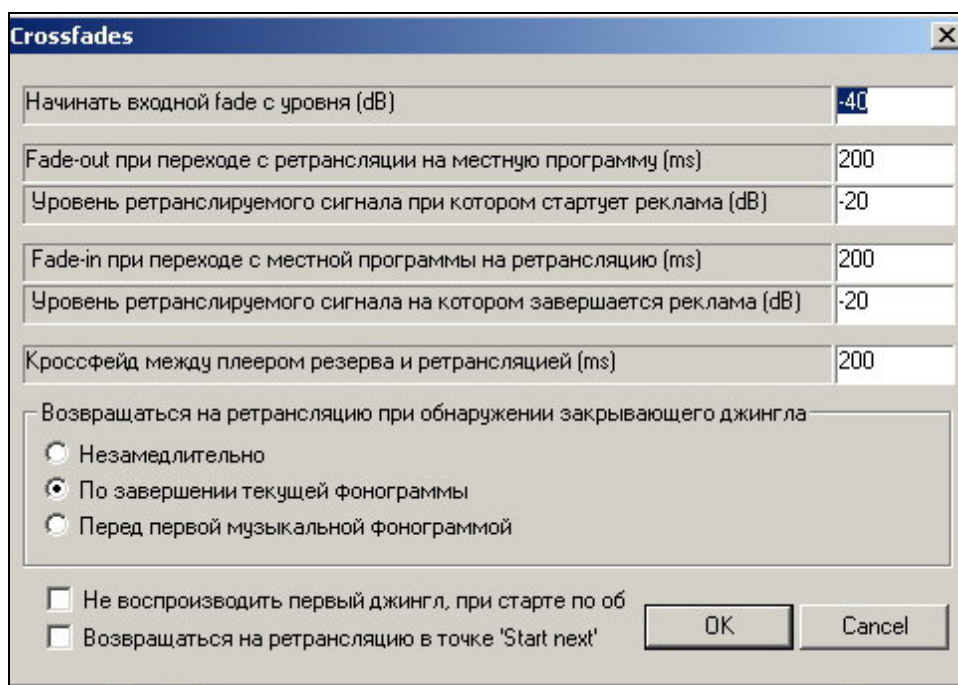 Crossfades
Начинать входной fade с уровня (dB)
-40
Fade-out при переходе с ретрансляции на местную программу (ms)
200
Уровень ретранслируемого сигнала при котором стартует реклама (dB)
-20
Fade-in при переходе с местной программы на ретрансляцию (ms)
200
Уровень ретранслируемого сигнала на котором завершается реклама (dB)
-20
Кроссфейд между плеером резерва и ретрансляцией (ms)
200
Возвращаться на ретрансляцию при обнаружении закрывающего джингла
Незамедлительно
По завершении текущей фонограммы
Перед первой музыкальной фонограммой
Не воспроизводить первый джингл, при старте по об
Возвращаться на ретрансляцию в точке 'Start next'
OK
Cancel